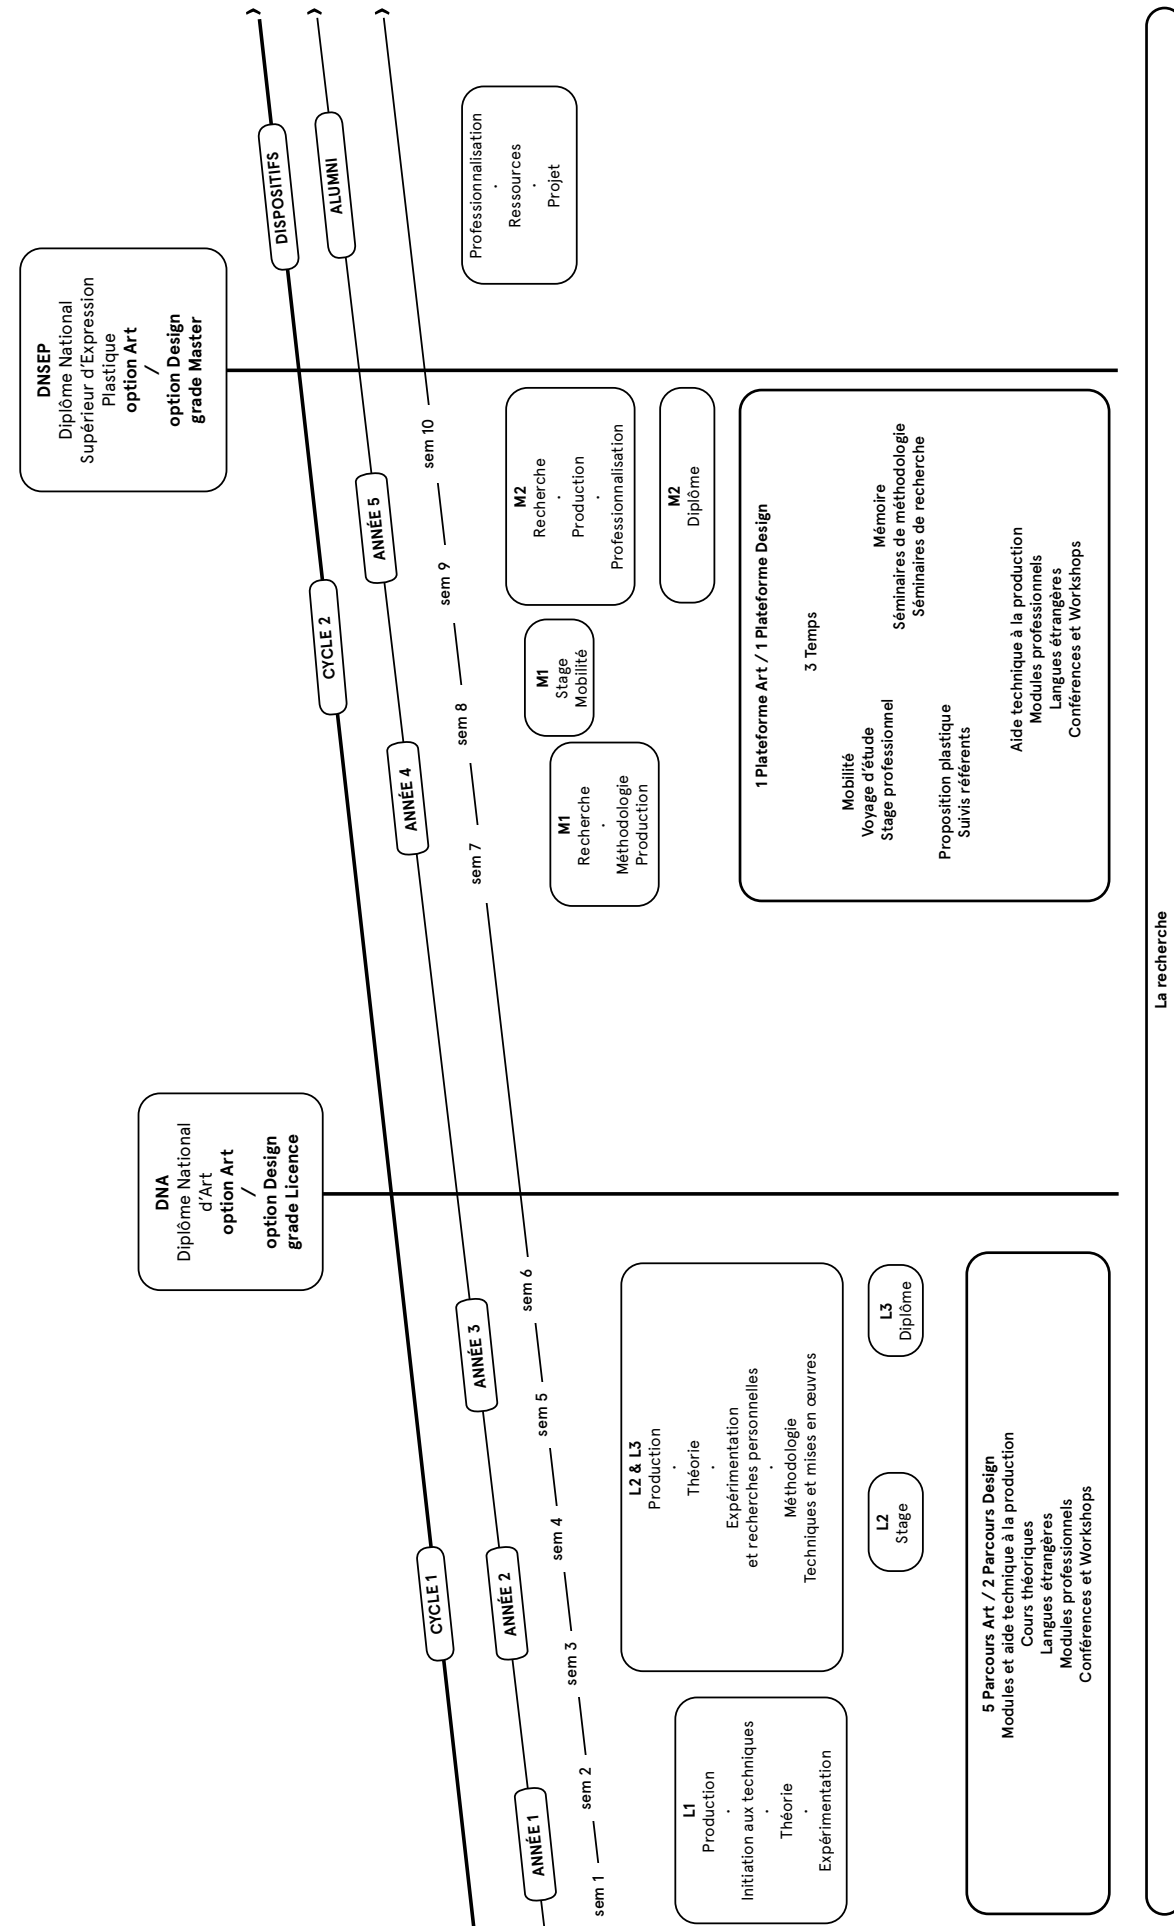 DNSEP
Diplôme National
Supérieur d'Expression
Plastique
option Art
/
option Design
grade Master
DNA
Diplôme National
d'Art
option Art
/
option Design
grade Licence
CYCLE 1
CYCLE 2
DISPOSITIFS
ANNÉE 1
ANNÉE 2
ANNÉE 3
ANNÉE 4
ANNÉE 5
ALUMNI
sem 1
sem 2
sem 3
sem 4
sem 5
sem 6
sem 7
sem 8
sem 9
sem 10
L1
Production
·
Initiation aux techniques
·
Théorie
·
Expérimentation
L2 & L3
Production
·
Théorie
·
Expérimentation
et recherches personnelles
·
Méthodologie
Techniques et mises en œuvres
L2
Stage
L3
Diplôme
M1
Recherche
·
Méthodologie
Production
M1
Stage
Mobilité
M2
Recherche
·
Production
·
Professionnalisation
M2
Diplôme
Professionnalisation
·
Ressources
·
Projet
5 Parcours Art / 2 Parcours Design
Modules et aide technique à la production
Cours théoriques
Langues étrangères
Modules professionnels
Conférences et Workshops
1 Plateforme Art / 1 Plateforme Design
3 Temps
Mobilité
Voyage d'étude
Stage professionnel
Mémoire
Séminaires de méthodologie
Séminaires de recherche
Proposition plastique
Suivis référents
Aide technique à la production
Modules professionnels
Langues étrangères
Conférences et Workshops
La recherche